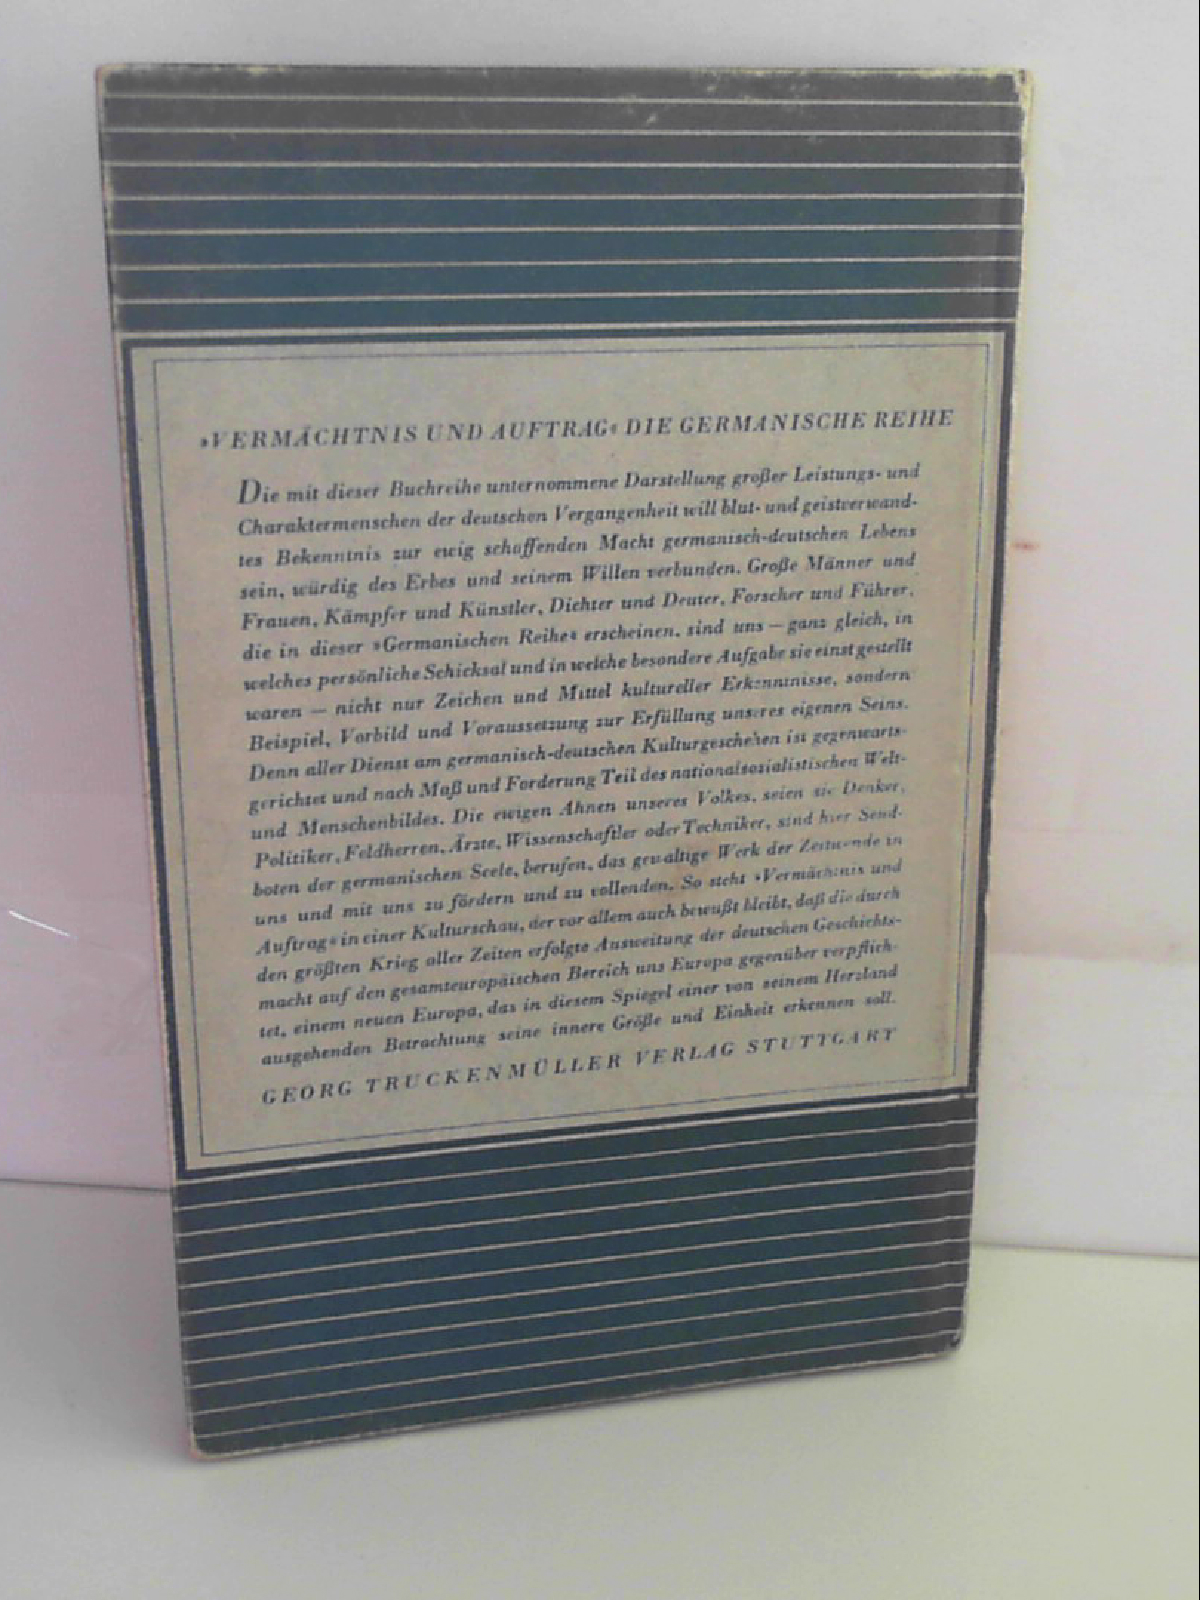 »VERMÄCHTNIS UND AUFTRAG« DIE GERMANISCHE REIHE
Die mit dieser Buchreihe unternommene Darstellung großer Leistungs- und
Charaktermenschen der deutschen Vergangenheit will blut- und geistverwand-
tes Bekenntnis zur ewig schaffenden Macht germanisch-deutschen Lebens
sein, würdig des Erbes und seinem Willen verbunden. Große Männer und
Frauen, Kämpfer und Künstler, Dichter und Deuter, Forscher und Führer,
die in dieser »Germanischen Reihe« erscheinen, sind uns — ganz gleich, in
welches persönliche Schicksal und in welche besondere Aufgabe sie einst gestellt
waren — nicht nur Zeichen und Mittel kultureller Erkenntnisse, sondern
Beispiel, Vorbild und Voraussetzung zur Erfüllung unseres eigenen Seins.
Denn aller Dienst am germanisch-deutschen Kulturgeschehen ist gegenwarts-
gerichtet und nach Maß und Forderung Teil des nationalsozialistischen Welt-
und Menschenbildes. Die ewigen Ahnen unseres Volkes, seien sie Denker,
Politiker, Feldherren, Ärzte, Wissenschaftler oder Techniker, sind hier Send-
boten der germanischen Seele, berufen, das gewaltige Werk der Zeitwende in
uns und mit uns zu fördern und zu vollenden. So steht »Vermächtnis und
Auftrag« in einer Kulturschau, der vor allem auch bewußt bleibt, daß die durch
den größten Krieg aller Zeiten erfolgte Ausweitung der deutschen Geschichts-
macht auf den gesamteuropäischen Bereich uns Europa gegenüber verpflich-
tet, einem neuen Europa, das in diesem Spiegel einer von seinem Herzland
ausgehenden Betrachtung seine innere Größe und Einheit erkennen soll.
GEORG TRUCKENMÜLLER VERLAG STUTTGART